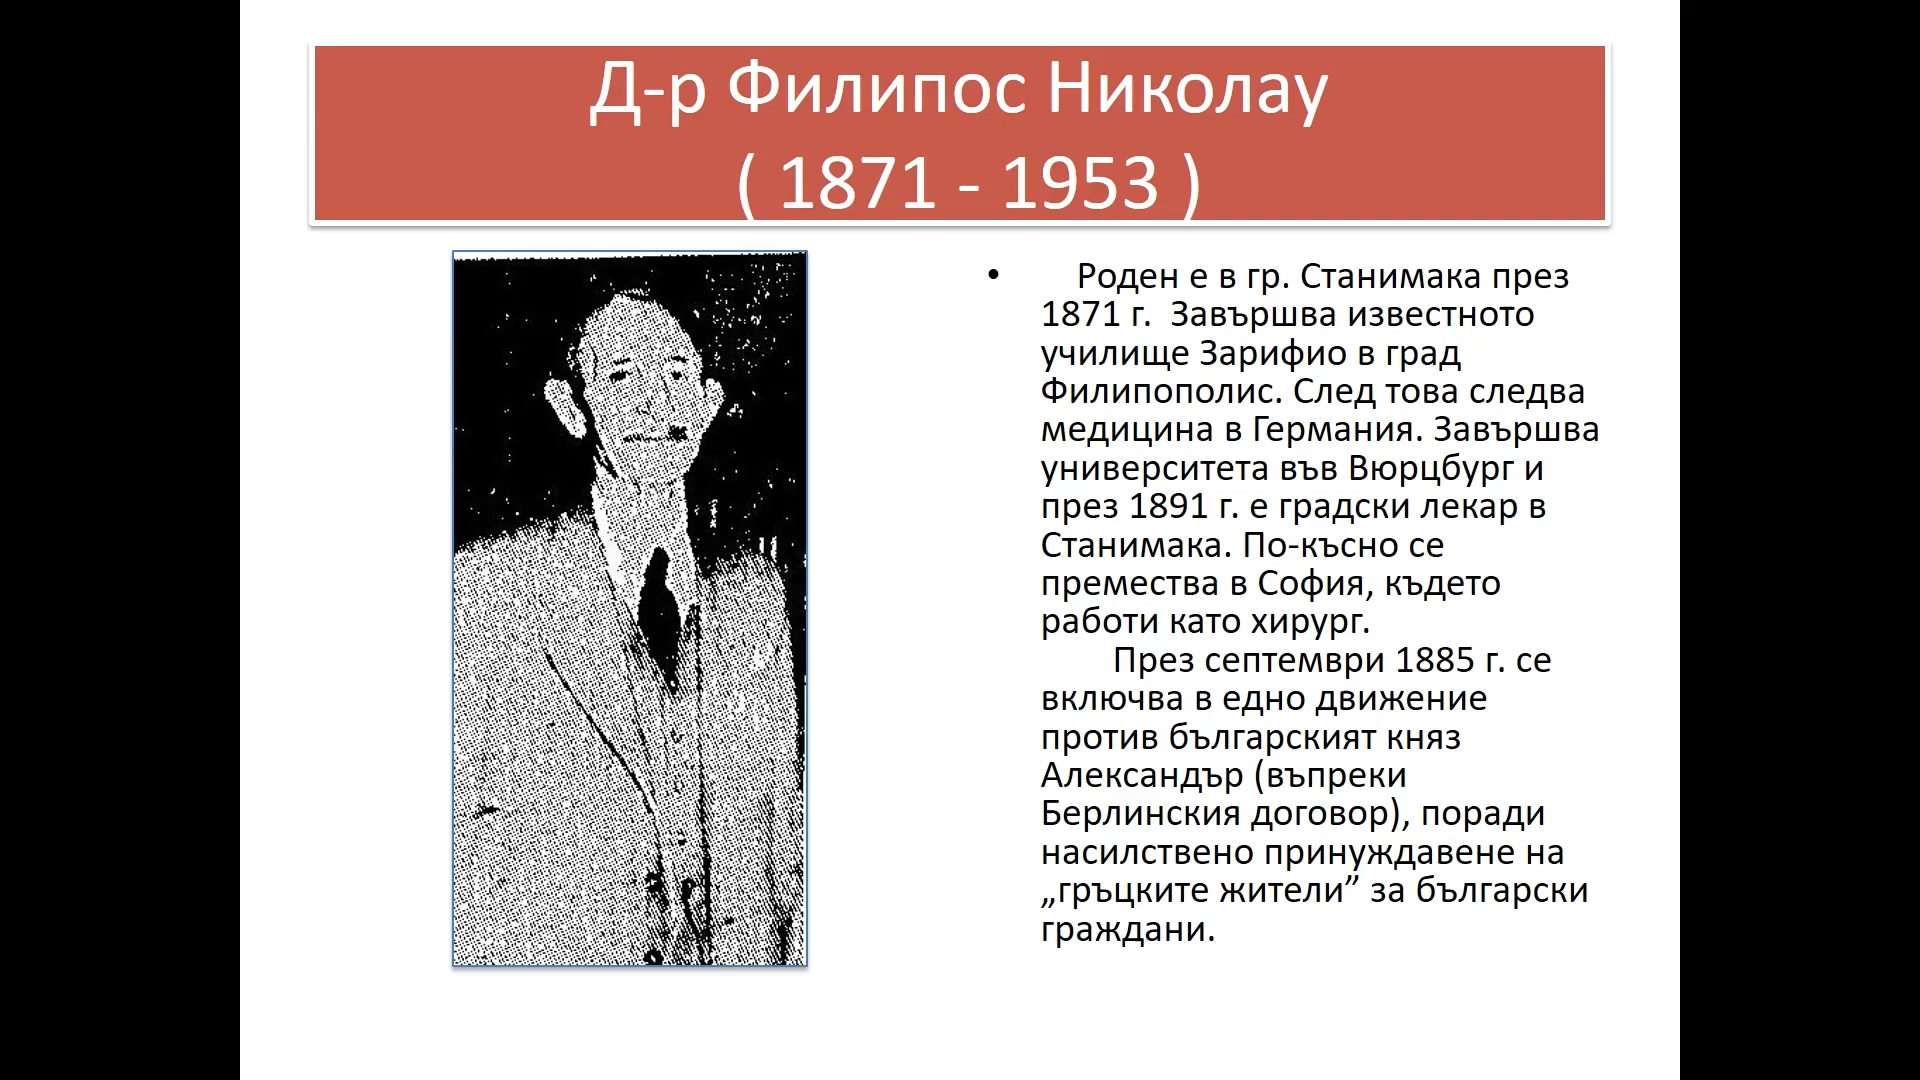 Д-р Филипос Николау
( 1871 - 1953 )
• Роден е в гр. Станимака през
1871 г. Завършва известното
училище Зарифио в град
Филипополис. След това следва
медицина в Германия. Завършва
университета във Вюрцбург и
през 1891 г. е градски лекар в
Станимака. По-късно се
премества в София, където
работи като хирург.
През септември 1885 г. се
включва в едно движение
против българският княз
Александър (въпреки
Берлинския договор), поради
насилствено принуждаване на
„гръцките жители” за български
граждани.